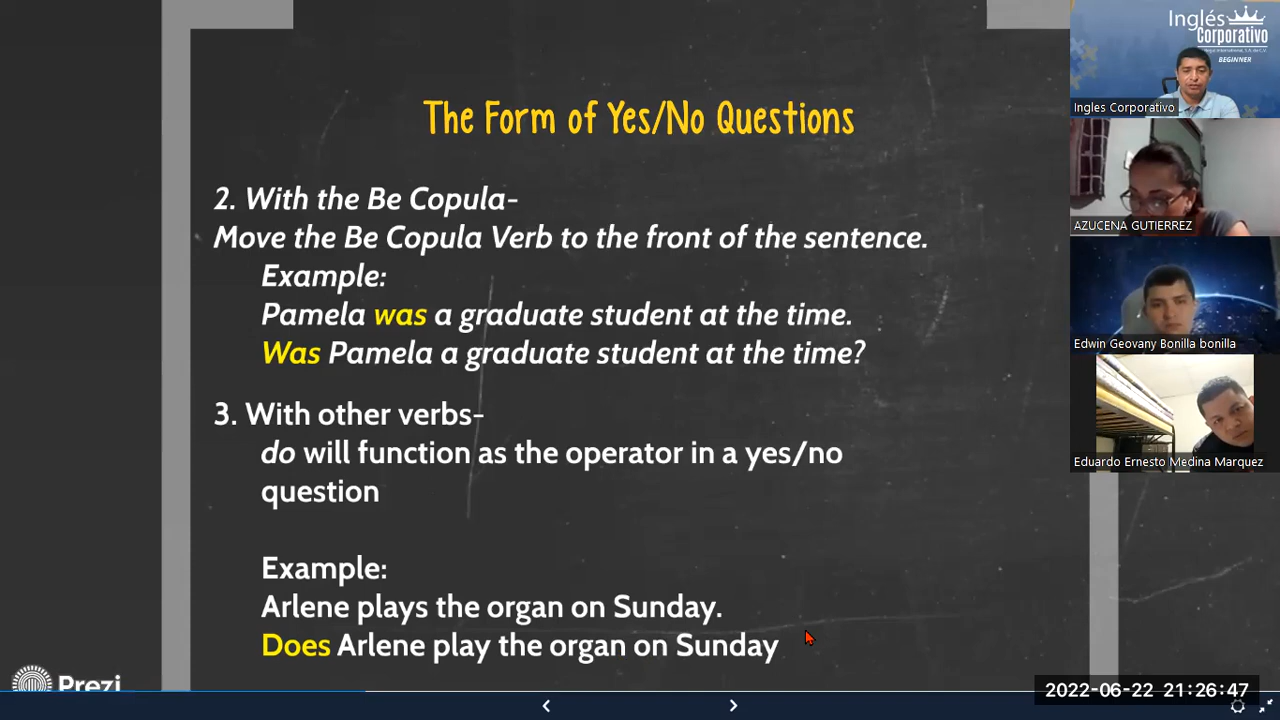 The Form of Yes/No Questions
2. With the Be Copula-
Move the Be Copula Verb to the front of the sentence.
Example:
Pamela was a graduate student at the time.
Was Pamela a graduate student at the time?
3. With other verbs-
do will function as the operator in a yes/no
question
Example:
Arlene plays the organ on Sunday.
Does Arlene play the organ on Sunday
Prezi
Inglés
Corporativo
BEGINNER
Ingles Corporativo
AZUCENA GUTIERREZ
Edwin Geovany Bonilla bonilla
Eduardo Ernesto Medina Marquez
2022-06-22 21:26:47